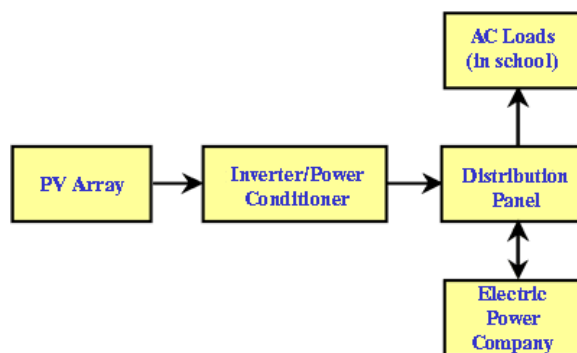 AC Loads
(in school)
PV Array
Inverter/Power
Conditioner
Distribution
Panel
Electric
Power
Company